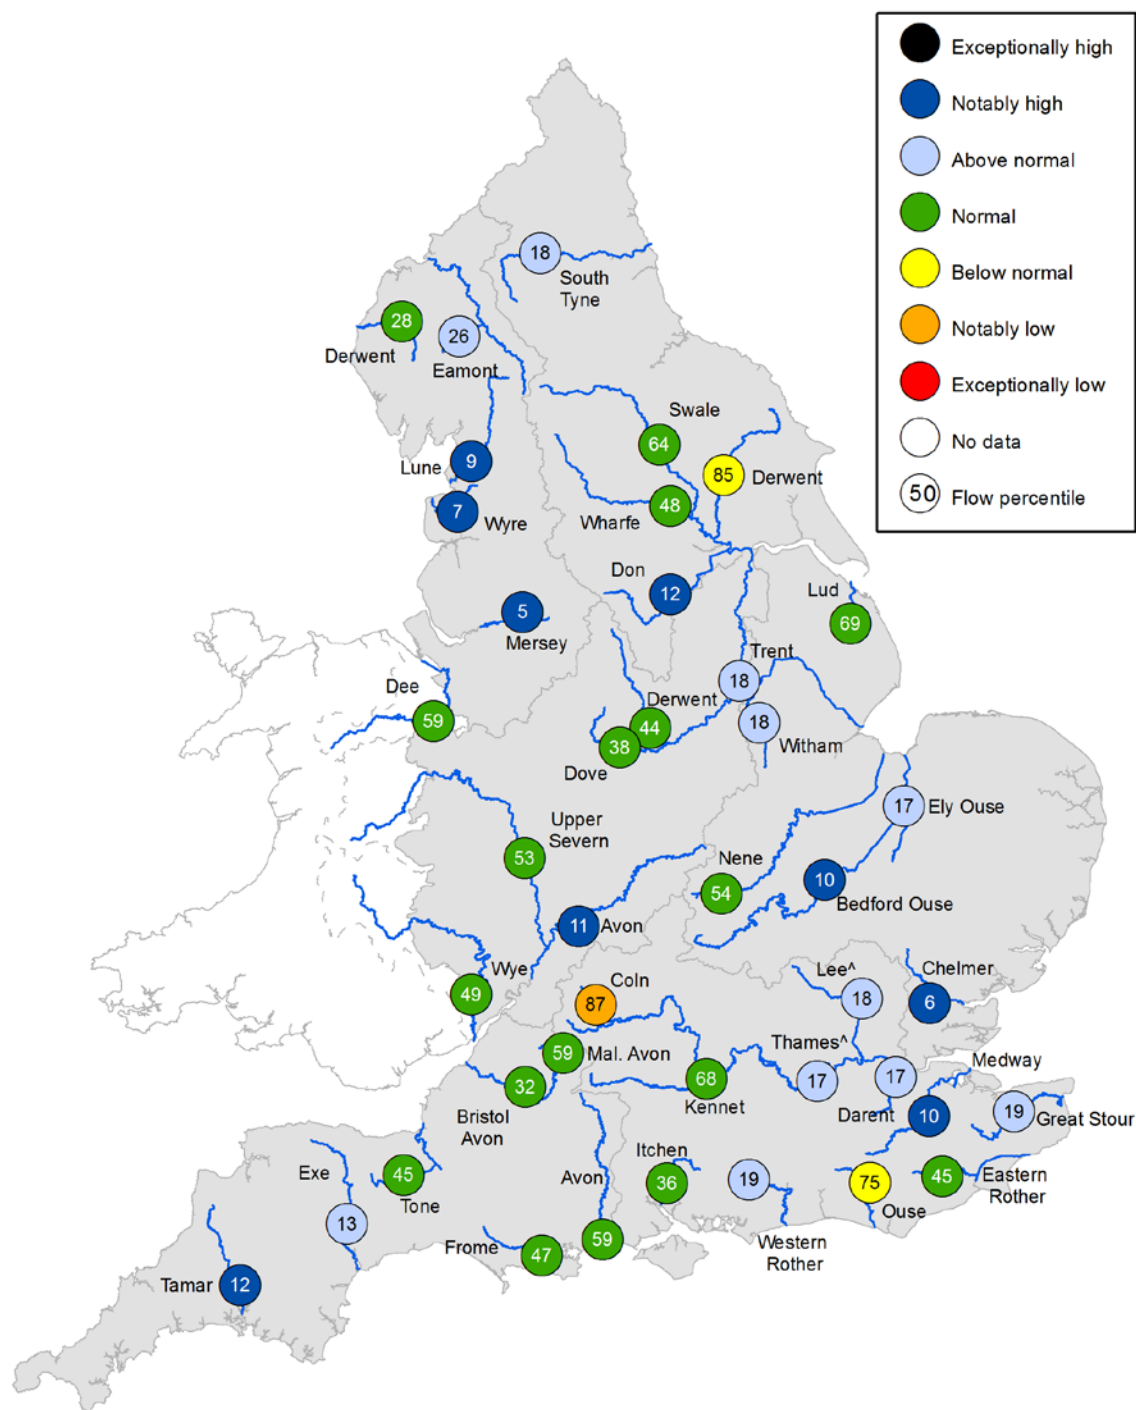 Exceptionally high
Notably high
Above normal
Normal
Below normal
Notably low
Exceptionally low
No data
50 Flow percentile
18
South
Tyne
28
Derwent
26
Eamont
Swale
64
85
Derwent
Lune
9
7
Wyre
48
Wharfe
Don
12
5
Mersey
Lud
69
Trent
18
Dee
59
Derwent
44
38
Dove
18
Witham
17
Ely Ouse
Upper
Severn
53
Nene
54
10
Bedford Ouse
11
Avon
Wye
49
Coln
87
Lee^
18
Chelmer
6
59
Mal. Avon
32
Bristol
Avon
68
Kennet
Thames^
17
17
Darent
Medway
10
19
Great Stour
Exe
13
45
Tone
Avon
59
Itchen
36
19
Western
Rother
75
Ouse
45
Eastern
Rother
Frome
47
Tamar
12